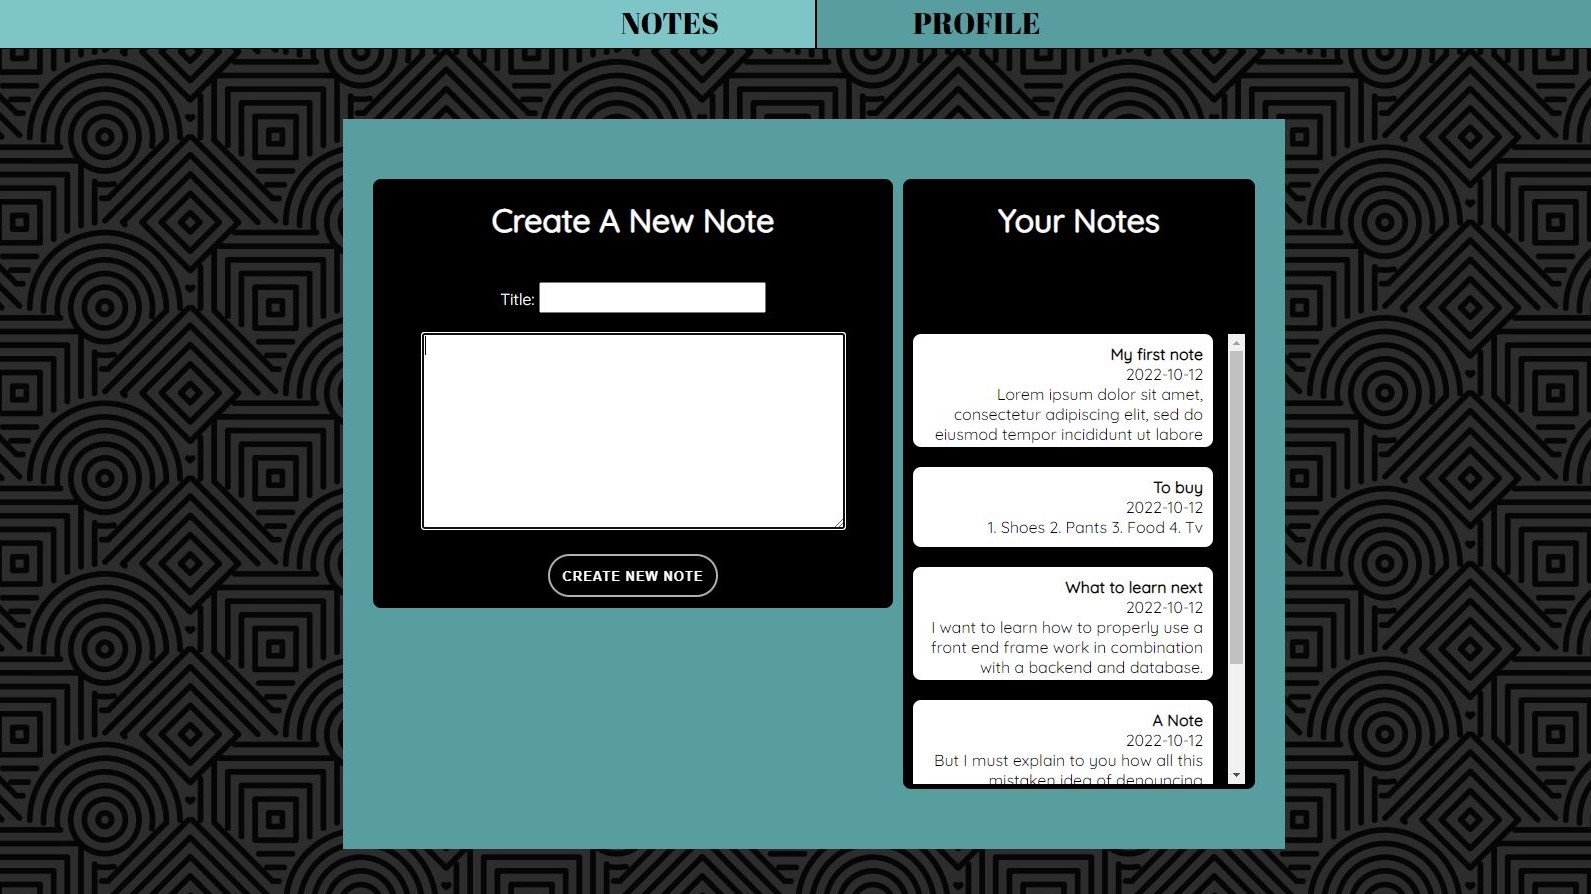 NOTES
PROFILE
Create A New Note
Title:
CREATE NEW NOTE
Your Notes
My first note
2022-10-12
Lorem ipsum dolor sit amet,
consectetur adipiscing elit, sed do
eiusmod tempor incididunt ut labore
To buy
2022-10-12
1. Shoes 2. Pants 3. Food 4. Tv
What to learn next
2022-10-12
I want to learn how to properly use a
front end frame work in combination
with a backend and database.
A Note
2022-10-12
But I must explain to you how all this
mistaken idea of denouncing